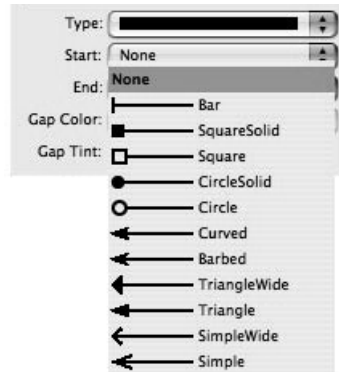 Type:
Start: None
None
End:
Bar
Gap Color:
SquareSolid
Gap Tint:
Square
CircleSolid
Circle
Curved
Barbed
TriangleWide
Triangle
SimpleWide
Simple